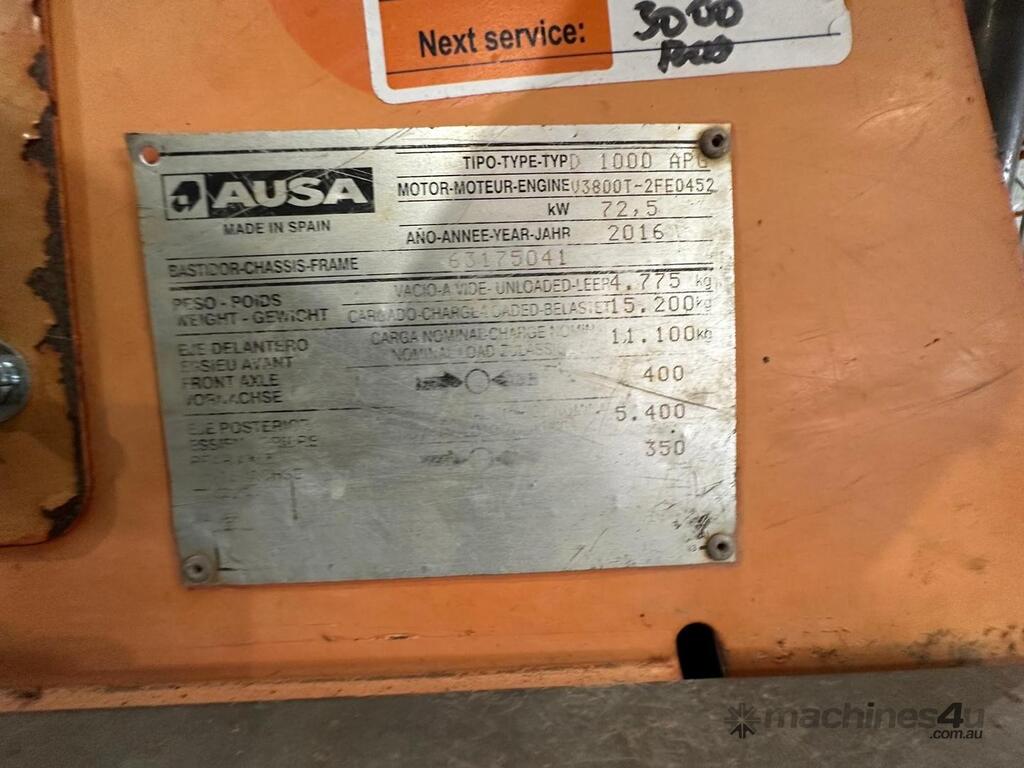 Next service: 3000
AUSA
MADE IN SPAIN
TIPO-TYPE-TYP D 1000 APG
MOTOR-MOTEUR-ENGINE V3800T-2FE0452
kW 72,5
AÑO-ANNEE-YEAR-JAHR 2016
BASTIDOR-CHASSIS-FRAME 63175041
PESO - POIDS
WEIGHT - GEWICHT
VACIO-A VIDE- UNLOADED-LEER 4.775 kg
CARGADO-CHARGE-LOADED-BELASTET 15.200 kg
EJE DELANTERO
ESSIEU AVANT
FRONT AXLE
VORNACHSE
CARGA NOMINAL-CHARGE NOMIN
NOMINAL LOAD ZULASSI
11.100 kg
400
EJE POSTERIOR
5.400
350
machines4u
.com.au